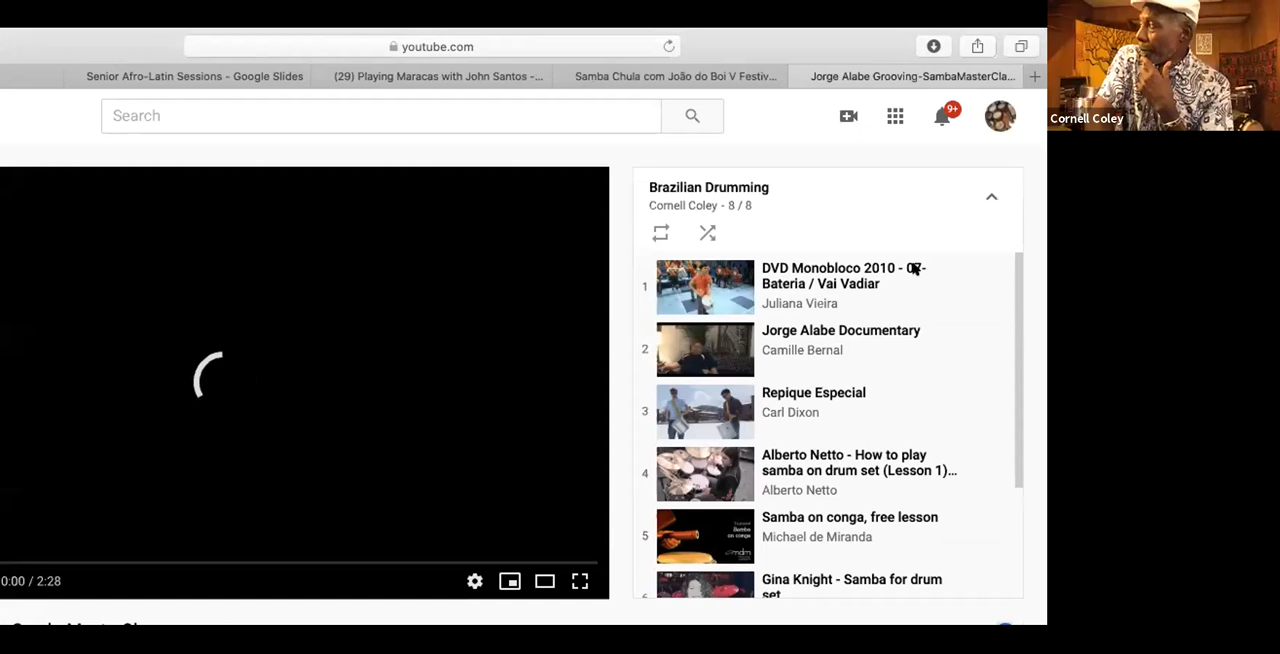 youtube.com
Senior Afro-Latin Sessions - Google Slides
(29) Playing Maracas with John Santos -...
Samba Chula com João do Boi V Festiv...
Jorge Alabe Grooving-SambaMasterCla...
Search
9+
Cornell Coley
Brazilian Drumming
Cornell Coley - 8 / 8
1
DVD Monobloco 2010 -
Bateria / Vai Vadiar
Juliana Vieira
2
Jorge Alabe Documentary
Camille Bernal
3
Repique Especial
Carl Dixon
4
Alberto Netto - How to play
samba on drum set (Lesson 1)...
Alberto Netto
5
Samba on conga, free lesson
Michael de Miranda
Samba
on conga
mdm
Gina Knight - Samba for drum
set
0:00 / 2:28